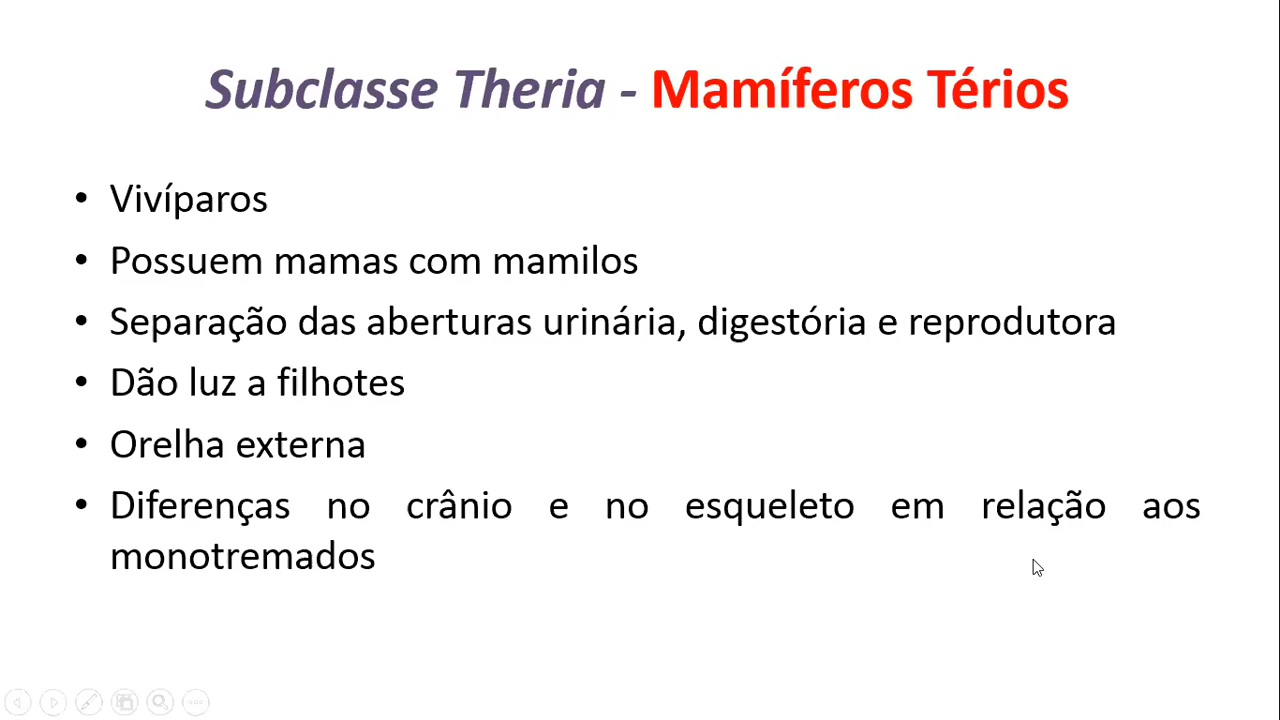 Subclasse Theria - Mamíferos Térios
• Vivíparos
• Possuem mamas com mamilos
• Separação das aberturas urinária, digestória e reprodutora
• Dão luz a filhotes
• Orelha externa
• Diferenças no crânio e no esqueleto em relação aos
monotremados